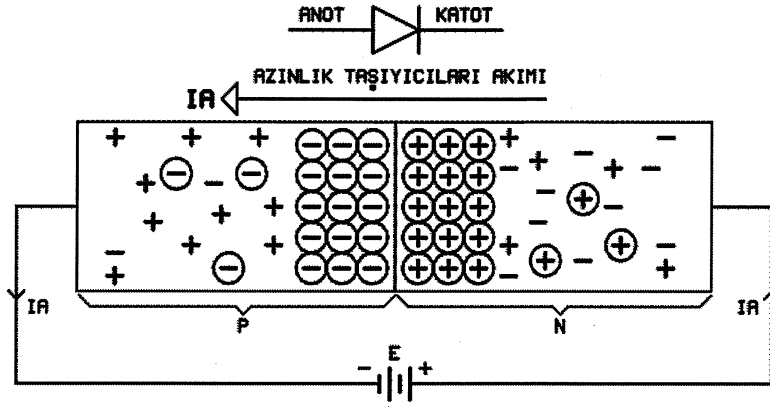 ANOT KATOT
AZINLIK TAŞIYICILARI AKIMI
IA
IA IA
P N
E
- +